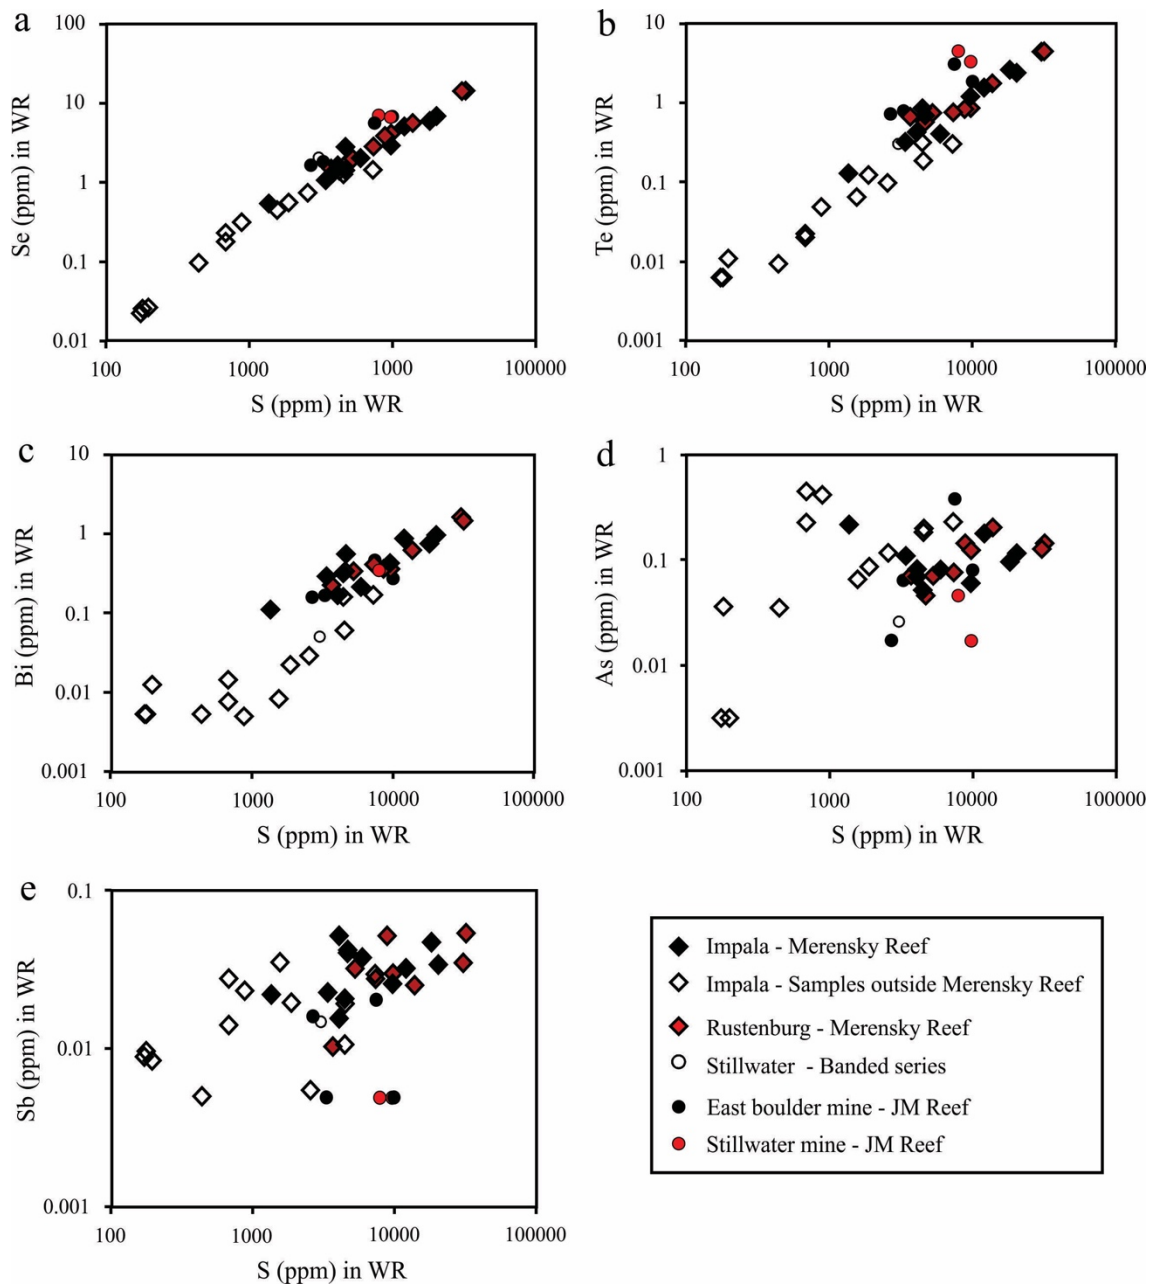 a
100
10
1
0.1
0.01
Se (ppm) in WR
100
1000
10000
100000
S (ppm) in WR
b
10
1
0.1
0.01
0.001
Te (ppm) in WR
100
1000
10000
100000
S (ppm) in WR
c
10
1
0.1
0.01
0.001
Bi (ppm) in WR
100
1000
10000
100000
S (ppm) in WR
d
1
0.1
0.01
0.001
As (ppm) in WR
100
1000
10000
100000
S (ppm) in WR
e
0.1
0.01
0.001
Sb (ppm) in WR
100
1000
10000
100000
S (ppm) in WR
Impala - Merensky Reef
Impala - Samples outside Merensky Reef
Rustenburg - Merensky Reef
Stillwater - Banded series
East boulder mine - JM Reef
Stillwater mine - JM Reef